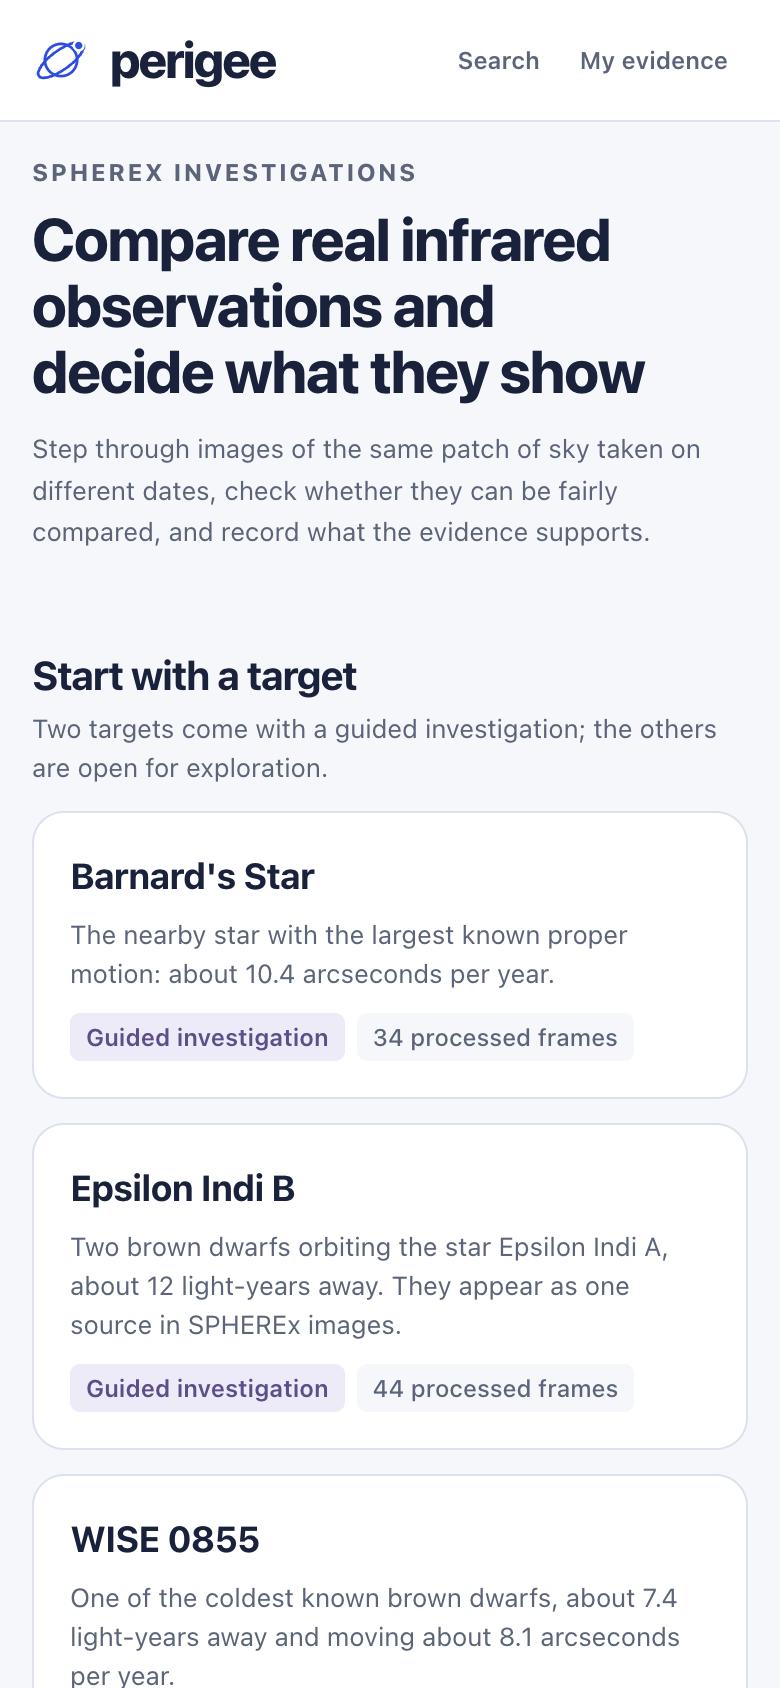 perigee
Search
My evidence
SPHEREX INVESTIGATIONS
Compare real infrared
observations and
decide what they show
Step through images of the same patch of sky taken on
different dates, check whether they can be fairly
compared, and record what the evidence supports.
Start with a target
Two targets come with a guided investigation; the others
are open for exploration.
Barnard's Star
The nearby star with the largest known proper
motion: about 10.4 arcseconds per year.
Guided investigation
34 processed frames
Epsilon Indi B
Two brown dwarfs orbiting the star Epsilon Indi A,
about 12 light-years away. They appear as one
source in SPHEREx images.
Guided investigation
44 processed frames
WISE 0855
One of the coldest known brown dwarfs, about 7.4
light-years away and moving about 8.1 arcseconds
per year.